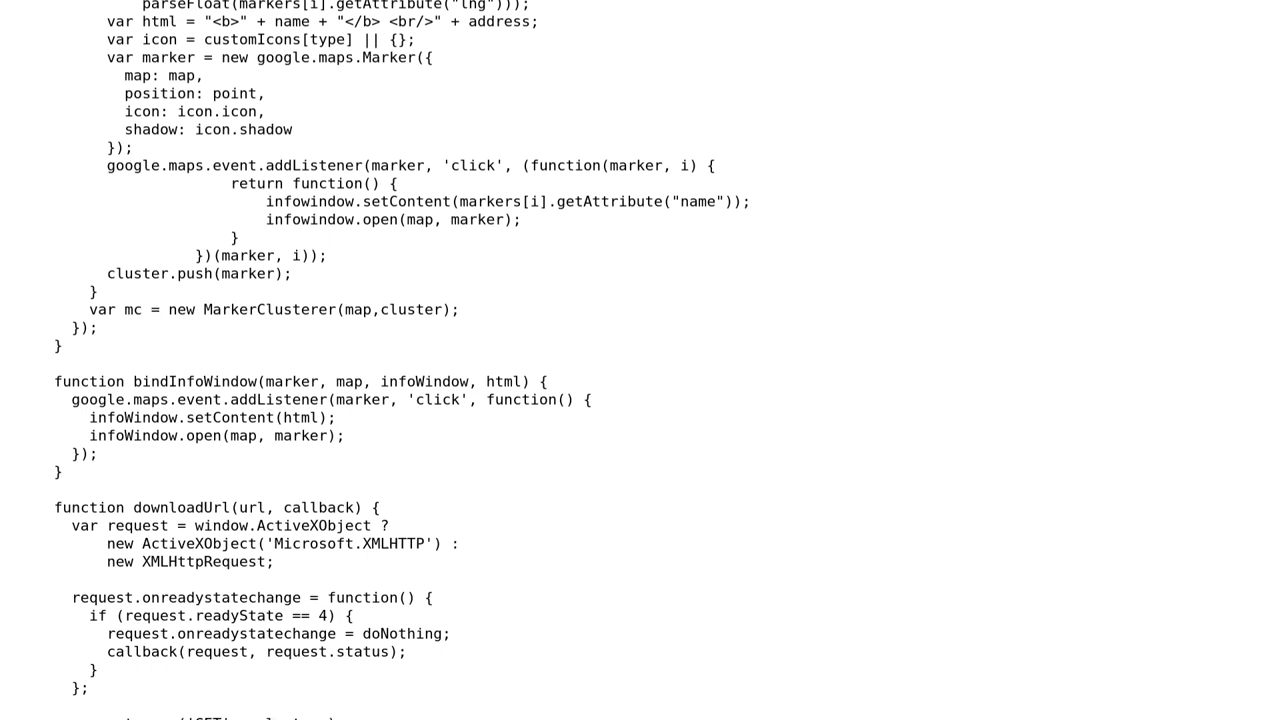 parseFloat(markers[i].getAttribute("lng")));
var html = "<b>" + name + "</b> <br/>" + address;
var icon = customIcons[type] || {};
var marker = new google.maps.Marker({
map: map,
position: point,
icon: icon.icon,
shadow: icon.shadow
});
google.maps.event.addListener(marker, 'click', (function(marker, i) {
return function() {
infowindow.setContent(markers[i].getAttribute("name"));
infowindow.open(map, marker);
}
})(marker, i));
cluster.push(marker);
}
var mc = new MarkerClusterer(map,cluster);
});
}
function bindInfoWindow(marker, map, infoWindow, html) {
google.maps.event.addListener(marker, 'click', function() {
infoWindow.setContent(html);
infoWindow.open(map, marker);
});
}
function downloadUrl(url, callback) {
var request = window.ActiveXObject ?
new ActiveXObject('Microsoft.XMLHTTP') :
new XMLHttpRequest;
request.onreadystatechange = function() {
if (request.readyState == 4) {
request.onreadystatechange = doNothing;
callback(request, request.status);
}
};